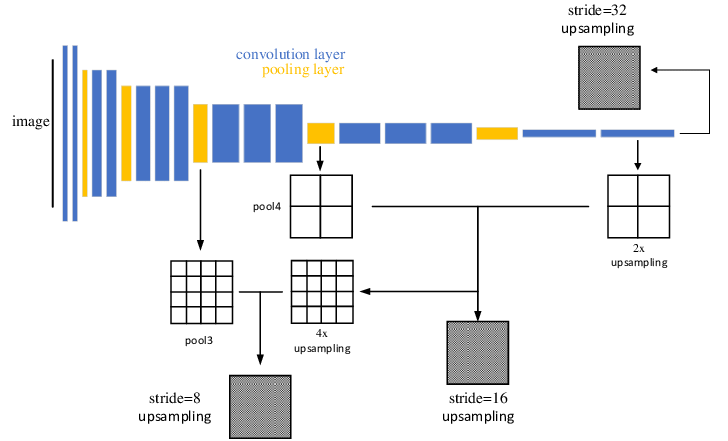 stride=32
upsampling
convolution layer
pooling layer
image
pool4
2x
upsampling
pool3
4x
upsampling
stride=8
upsampling
stride=16
upsampling